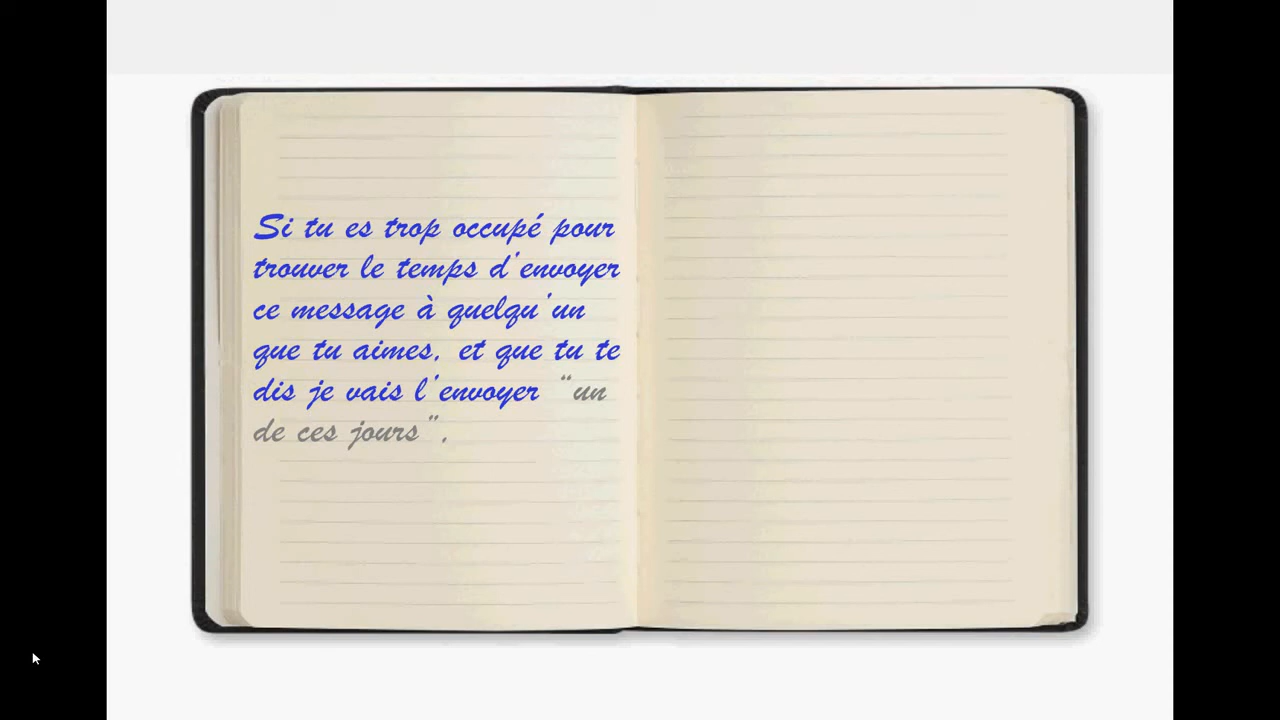 Si tu es trop occupé pour
trouver le temps d'envoyer
ce message à quelqu'un
que tu aimes, et que tu te
dis je vais l'envoyer "un
de ces jours",